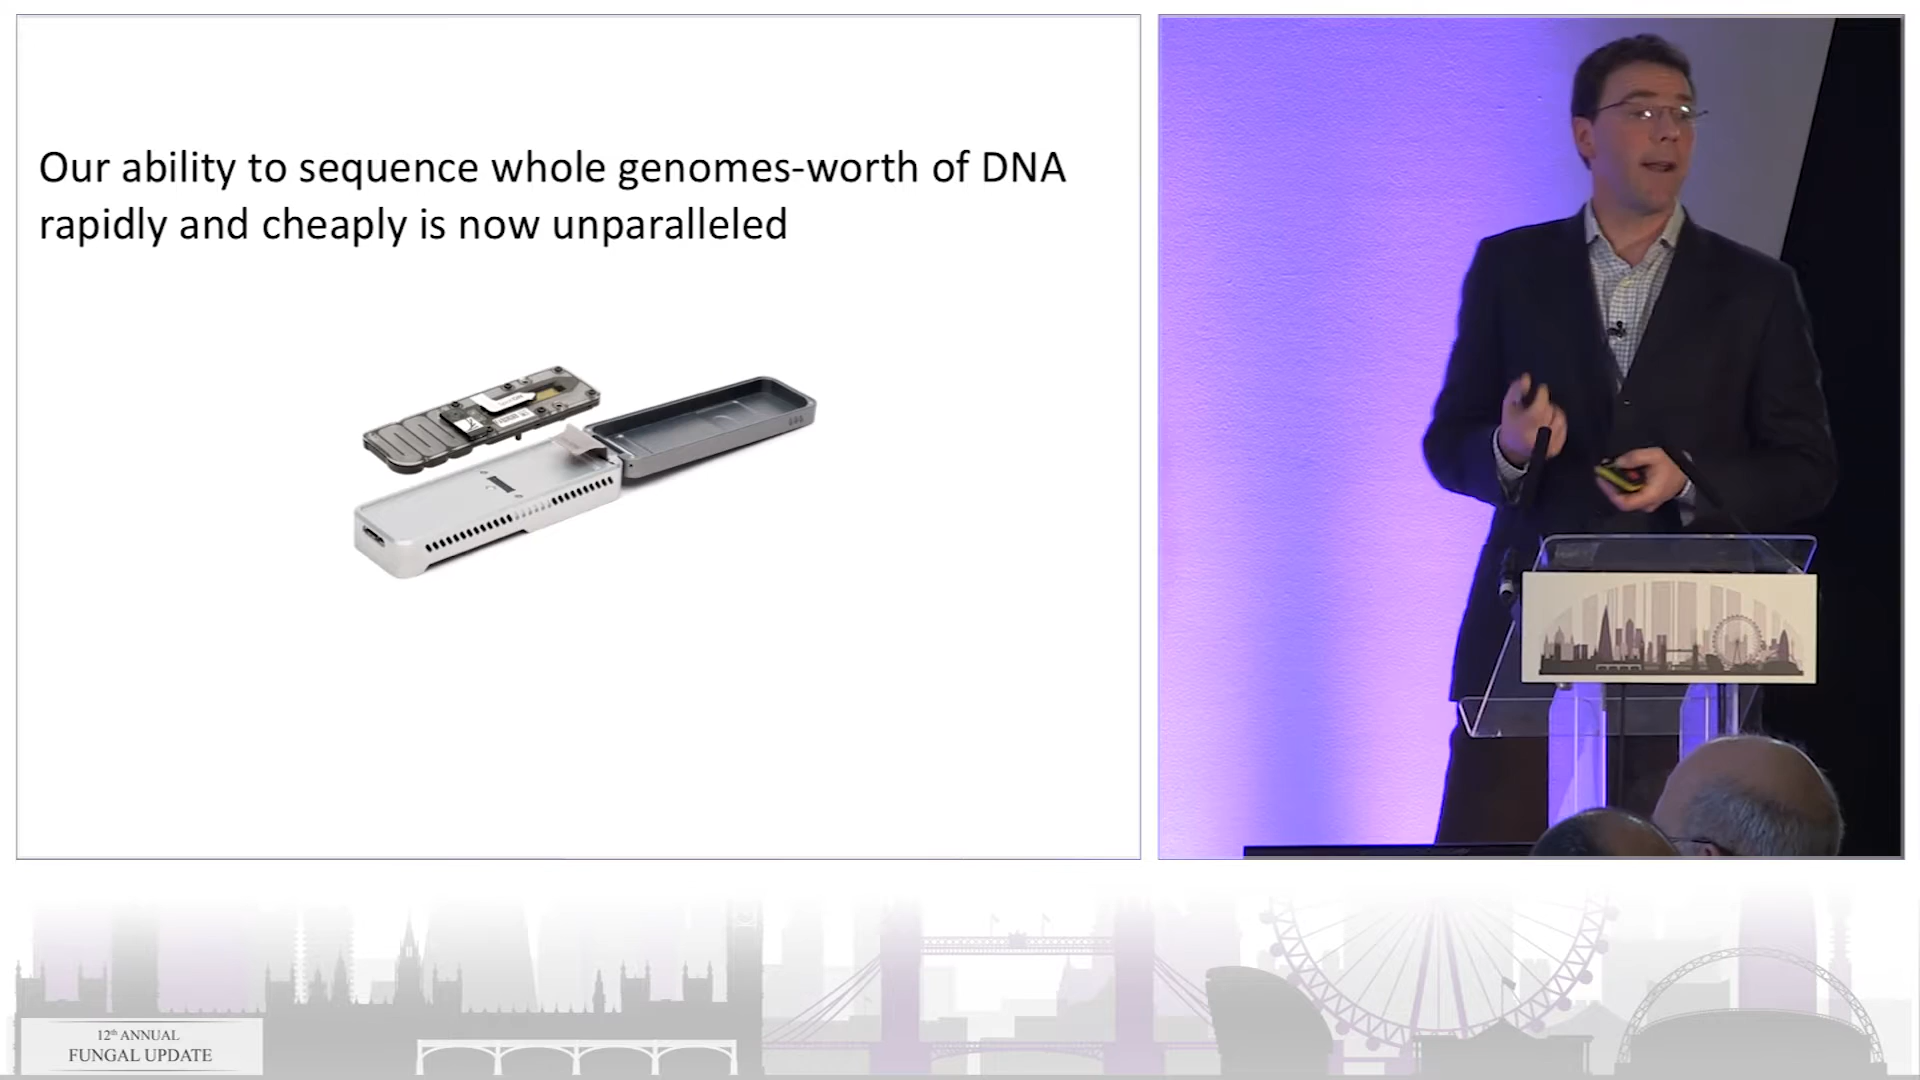 Our ability to sequence whole genomes-worth of DNA
rapidly and cheaply is now unparalleled
12th ANNUAL
FUNGAL UPDATE